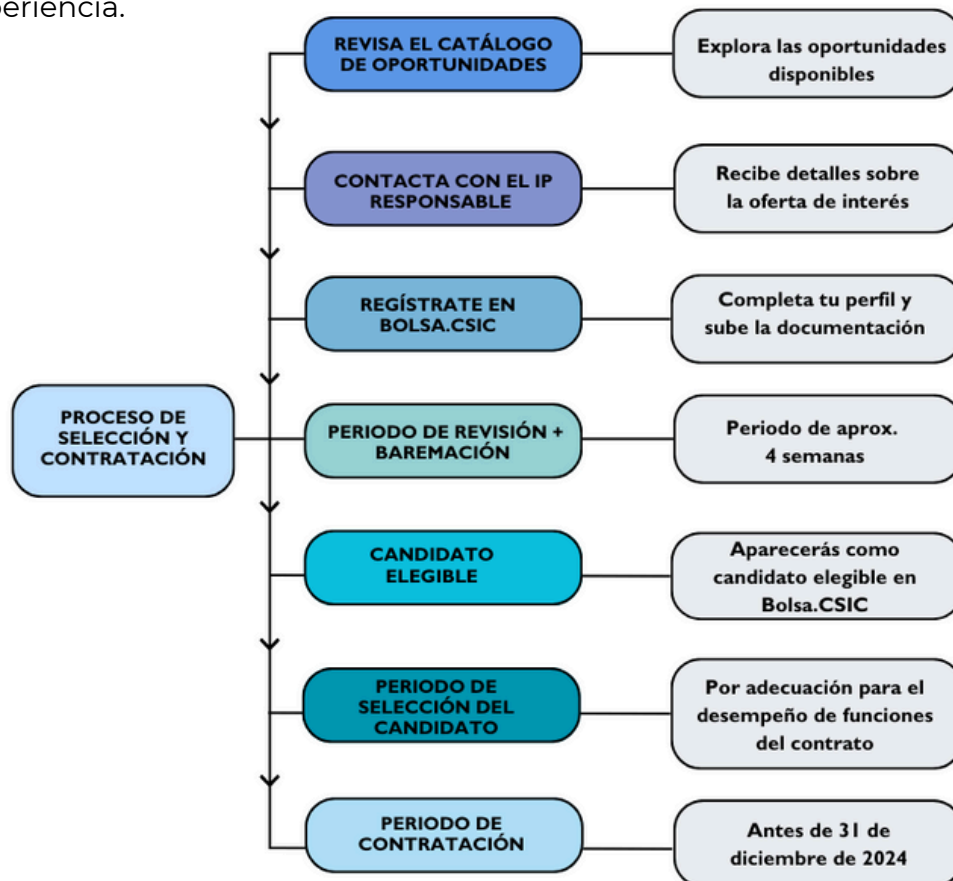 periencia.
REVISA EL CATÁLOGO
DE OPORTUNIDADES
Explora las oportunidades
disponibles
CONTACTA CON EL IP
RESPONSABLE
Recibe detalles sobre
la oferta de interés
REGÍSTRATE EN
BOLSA.CSIC
Completa tu perfil y
sube la documentación
PROCESO DE
SELECCIÓN Y
CONTRATACIÓN
PERIODO DE REVISIÓN +
BAREMACIÓN
Periodo de aprox.
4 semanas
CANDIDATO
ELEGIBLE
Aparecerás como
candidato elegible en
Bolsa.CSIC
PERIODO DE
SELECCIÓN DEL
CANDIDATO
Por adecuación para el
desempeño de funciones
del contrato
PERIODO DE
CONTRATACIÓN
Antes de 31 de
diciembre de 2024